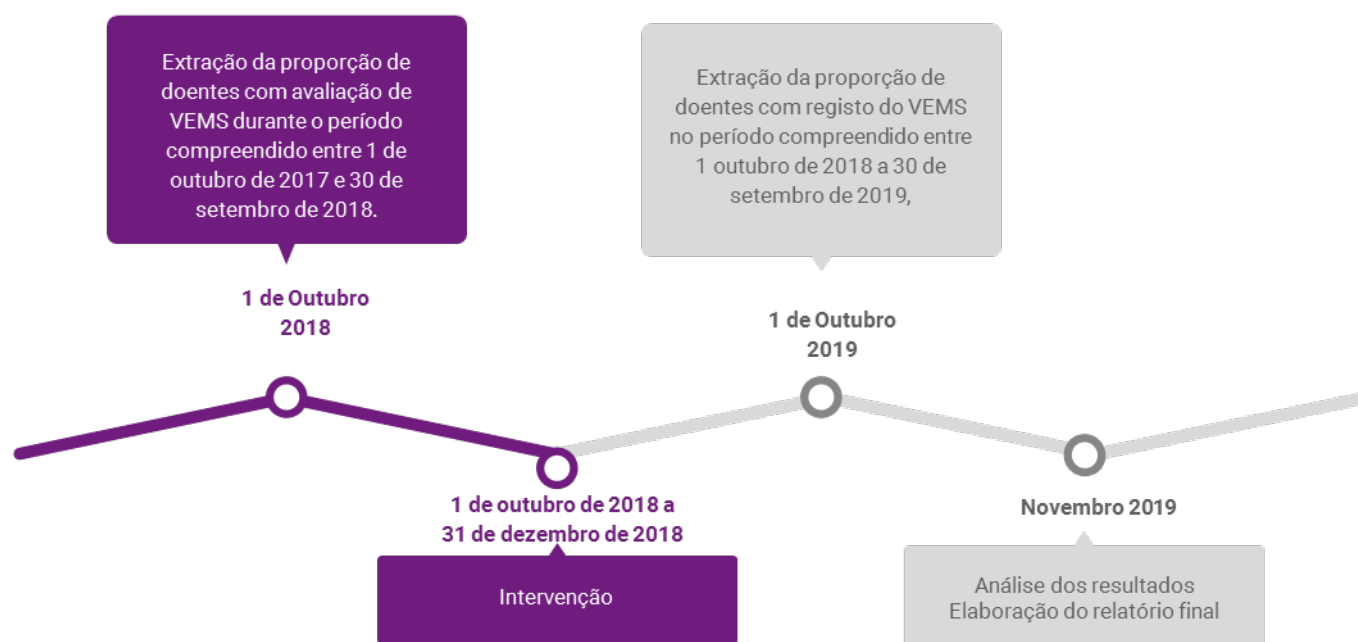 Extração da proporção de
doentes com avaliação de
VEMS durante o período
compreendido entre 1 de
outubro de 2017 e 30 de
setembro de 2018.
1 de Outubro
2018
1 de outubro de 2018 a
31 de dezembro de 2018
Intervenção
Extração da proporção de
doentes com registo do VEMS
no período compreendido entre
1 outubro de 2018 a 30 de
setembro de 2019,
1 de Outubro
2019
Novembro 2019
Análise dos resultados
Elaboração do relatório final